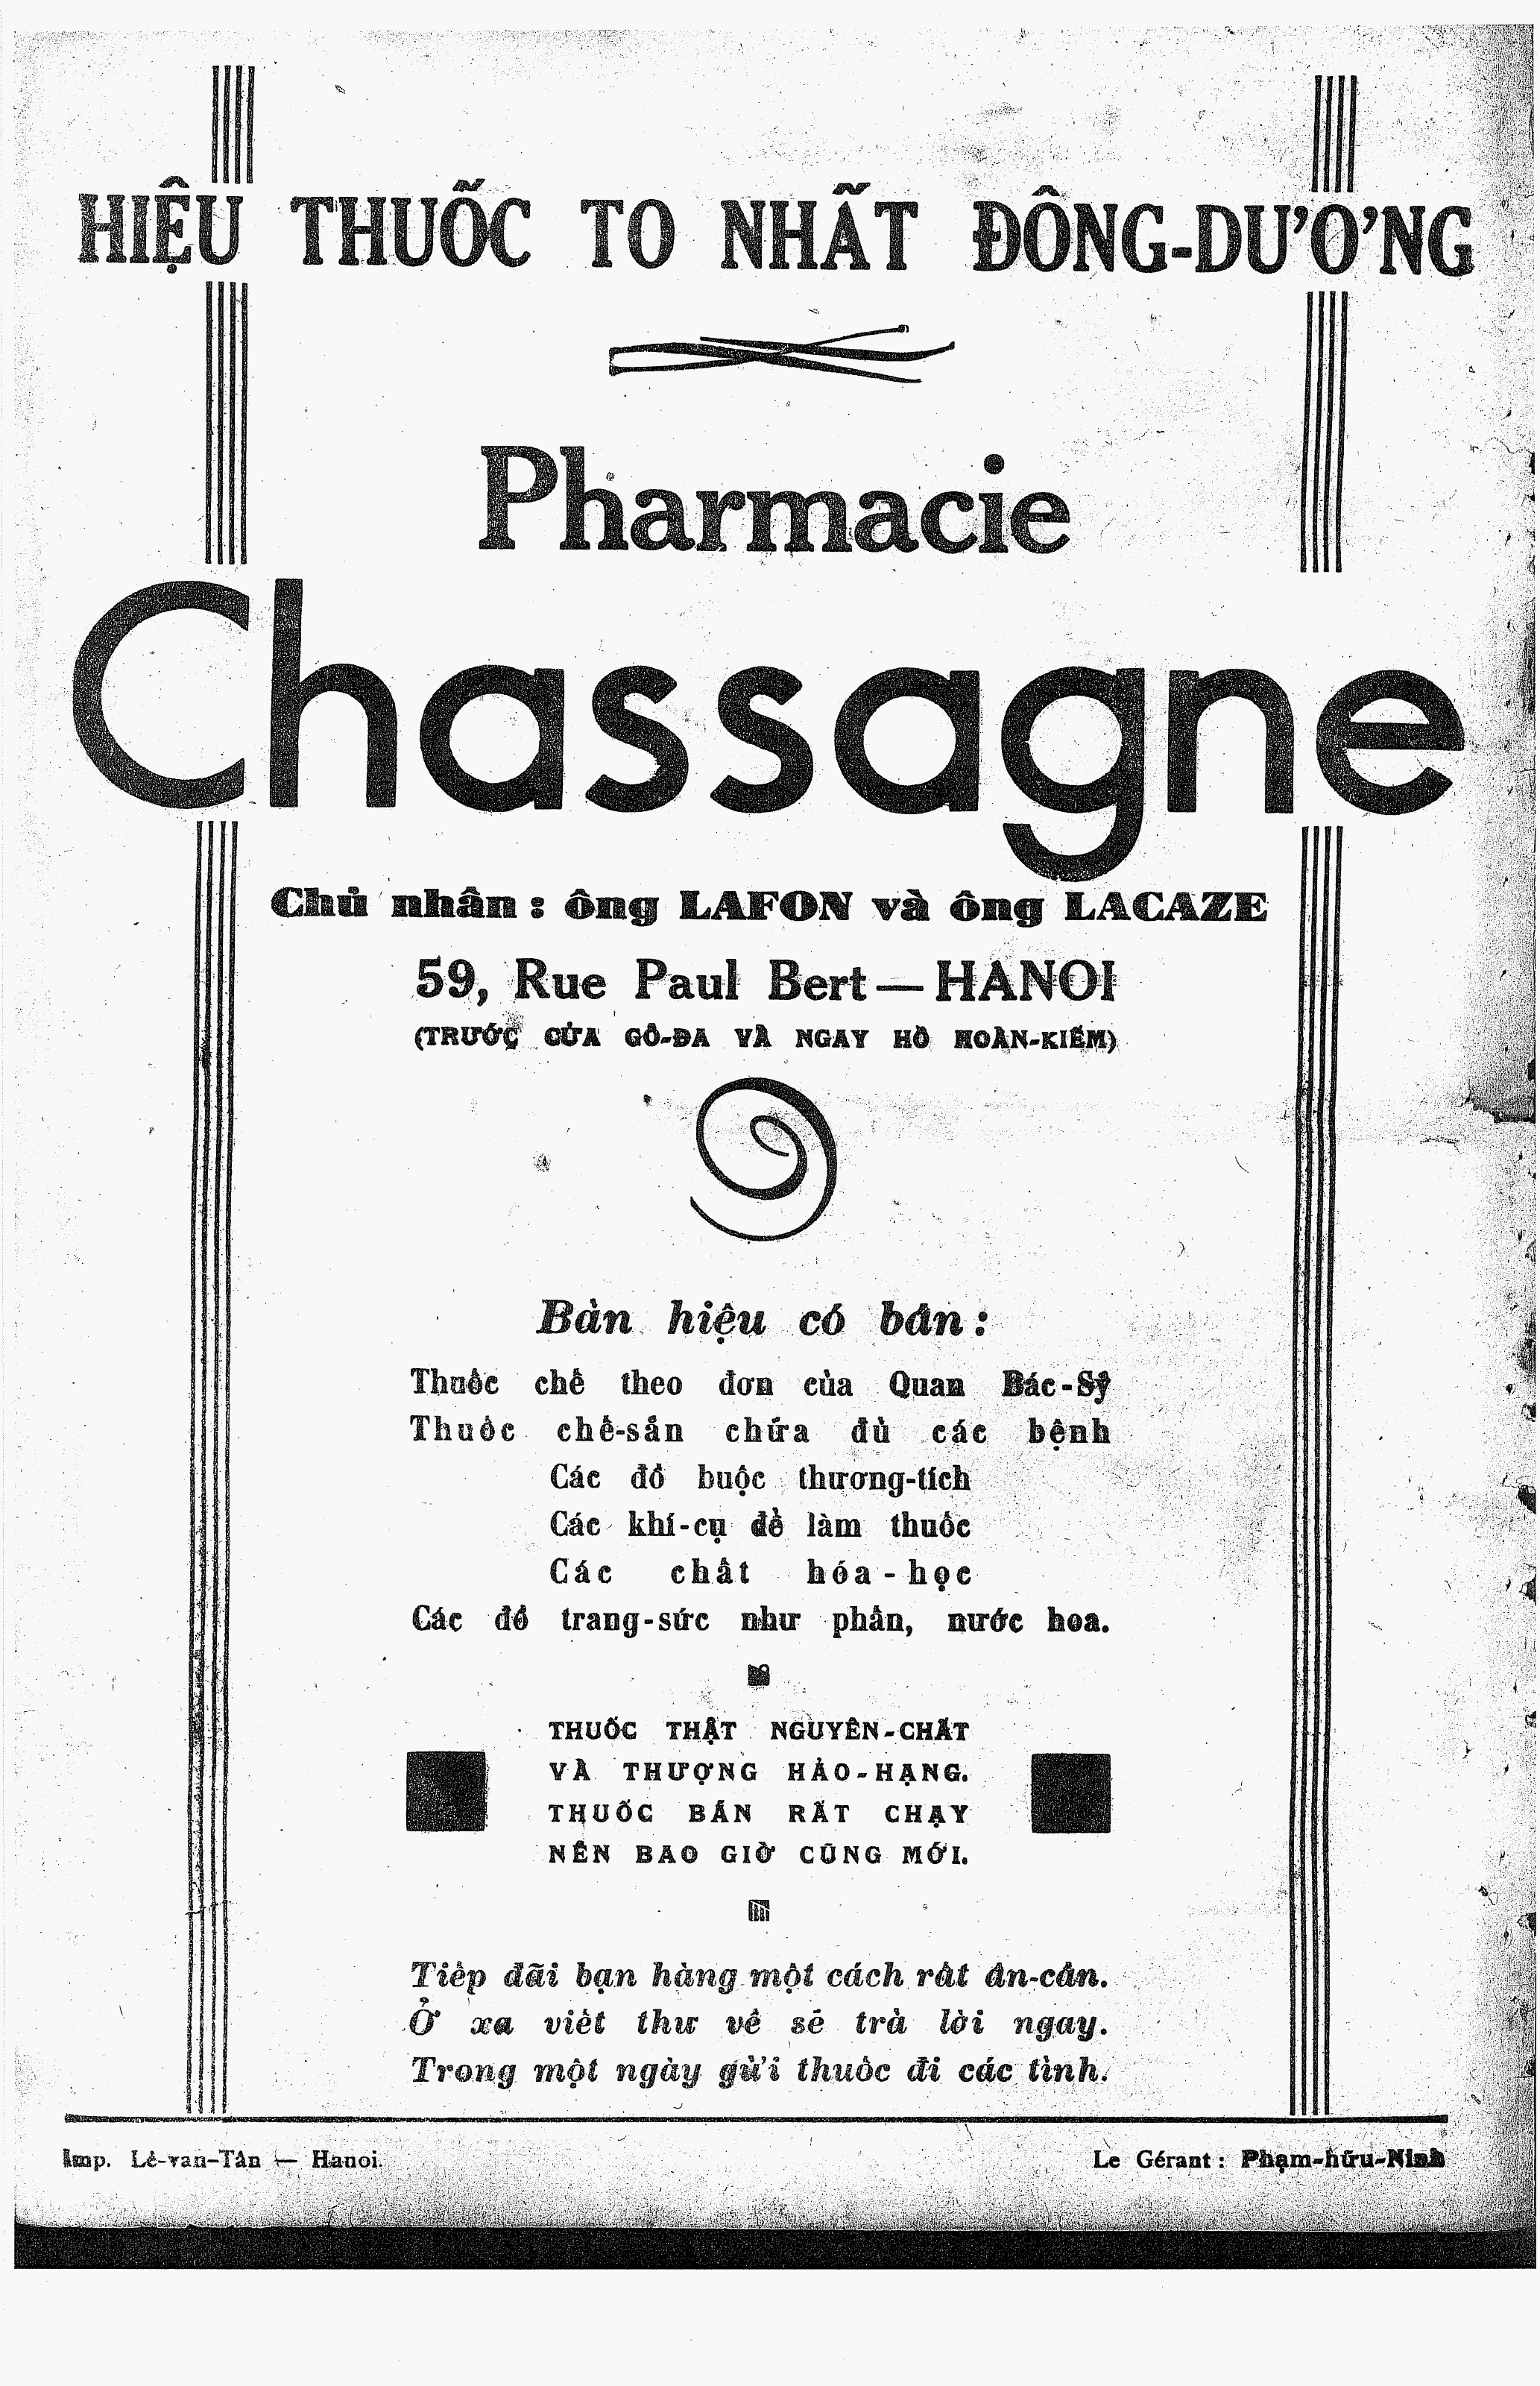 HIỆU THUỐC TO NHẤT ĐÔNG-DƯƠNG
Pharmacie
Chassagne
Chủ nhân : ông LAFON và ông LACAZE
59, Rue Paul Bert — HANOI
(TRƯỚC CỬA GÔ-ĐA VÀ NGAY HỒ HOÀN-KIẾM)
Bản hiệu có bán :
Thuốc chế theo đơn của Quan Bác-Sỹ
Thuốc chế-sẵn chứa đủ các bệnh
Các đồ buộc thương-tích
Các khí-cụ để làm thuốc
Các chất hóa-học
Các đồ trang-sức như phấn, nước hoa.
THUỐC THẬT NGUYÊN-CHẤT
VÀ THƯỢNG HẢO-HẠNG.
THUỐC BÁN RẤT CHẠY
NÊN BAO GIỜ CŨNG MỚI.
Tiếp đãi bạn hàng một cách rất ân-cần.
Ở xa viết thư về sẽ trả lời ngay.
Trong một ngày gửi thuốc đi các tỉnh.
Imp. Lê-van-Tân — Hanoi.
Le Gérant : Phạm-hữu-Ninh